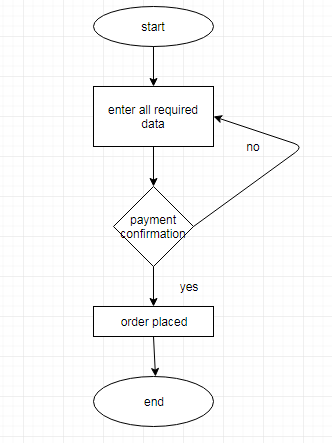 start
enter all required
data
no
payment
confirmation
yes
order placed
end